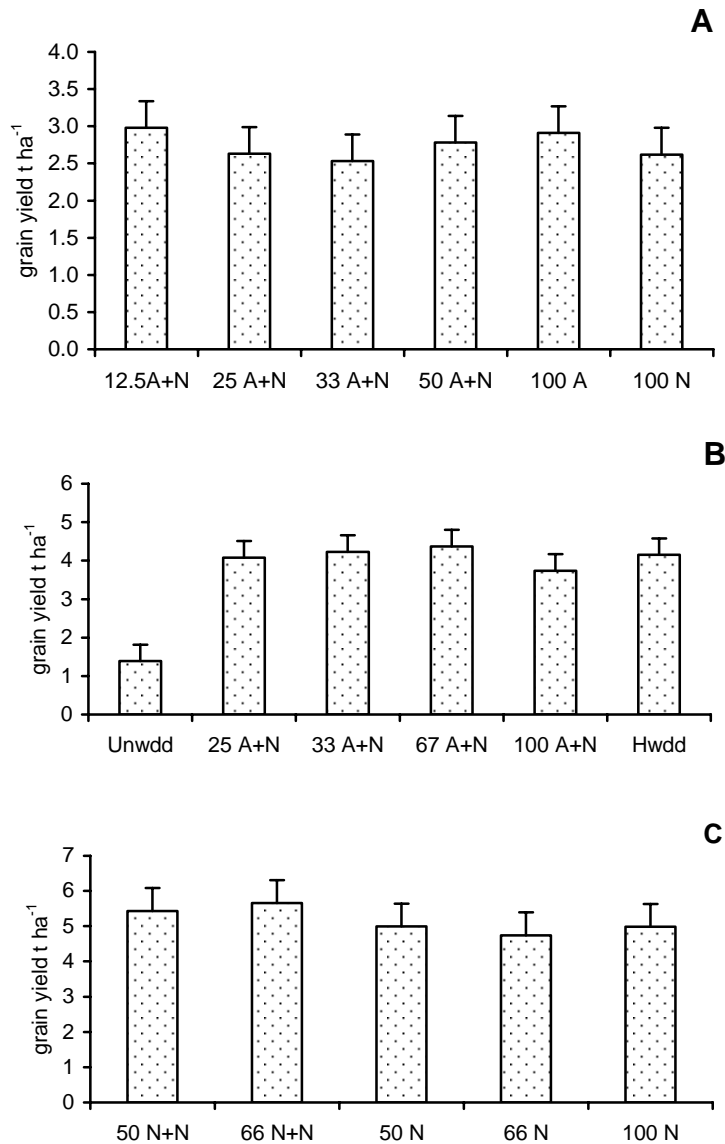 A
grain yield t ha⁻¹
4.0
3.5
3.0
2.5
2.0
1.5
1.0
0.5
0.0
12.5A+N 25 A+N 33 A+N 50 A+N 100 A 100 N
B
grain yield t ha⁻¹
6
5
4
3
2
1
0
Unwdd 25 A+N 33 A+N 67 A+N 100 A+N Hwdd
C
grain yield t ha⁻¹
7
6
5
4
3
2
1
0
50 N+N 66 N+N 50 N 66 N 100 N